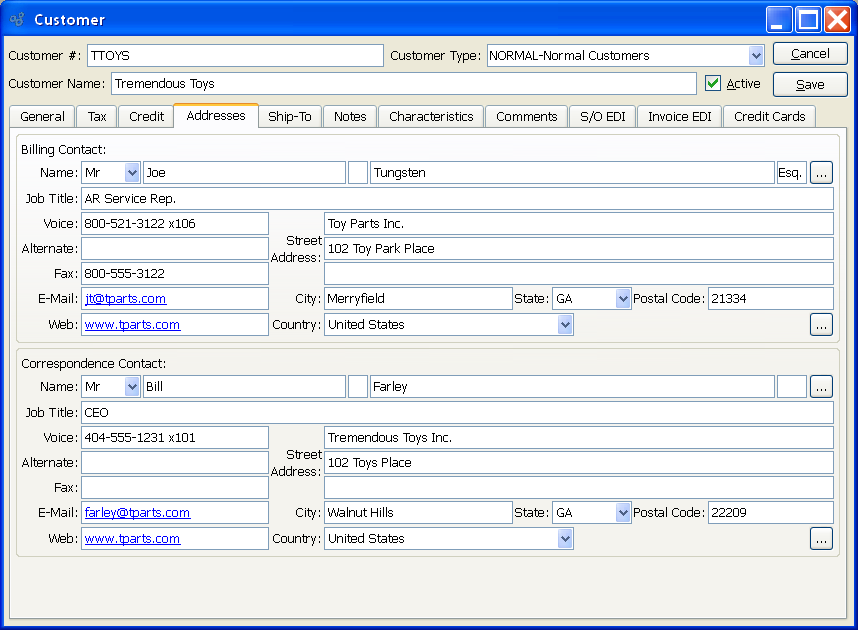 Customer
Customer #: TTOYS Customer Type: NORMAL-Normal Customers Cancel
Customer Name: Tremendous Toys Active Save
General Tax Credit Addresses Ship-To Notes Characteristics Comments S/O EDI Invoice EDI Credit Cards
Billing Contact:
Name: Mr Joe Tungsten Esq. ...
Job Title: AR Service Rep.
Voice: 800-521-3122 x106 Toy Parts Inc.
Alternate: Street Address: 102 Toy Park Place
Fax: 800-555-3122
E-Mail: jt@tparts.com City: Merryfield State: GA Postal Code: 21334
Web: www.tparts.com Country: United States ...
Correspondence Contact:
Name: Mr Bill Farley ...
Job Title: CEO
Voice: 404-555-1231 x101 Tremendous Toys Inc.
Alternate: Street Address: 102 Toys Place
Fax:
E-Mail: farley@tparts.com City: Walnut Hills State: GA Postal Code: 22209
Web: www.tparts.com Country: United States ...